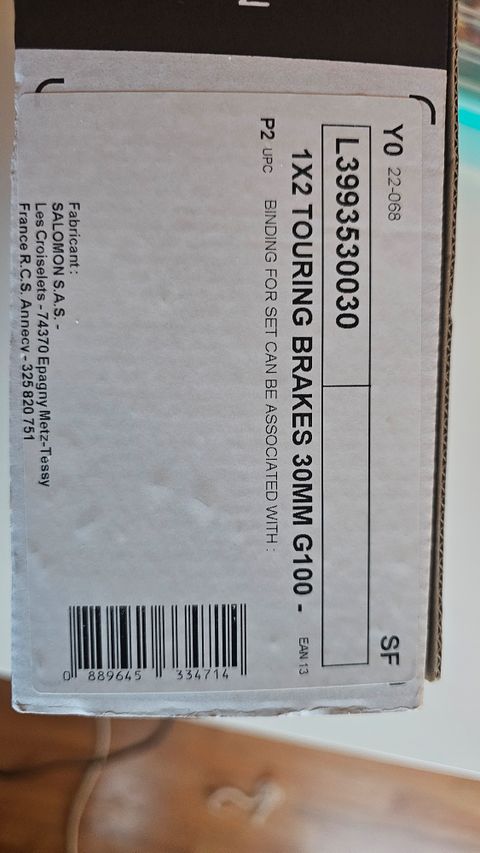 Y0 22-068 SF
L3993530030
1X2 TOURING BRAKES 30MM G100 - EAN 13
P2 UPC BINDING FOR SET CAN BE ASSOCIATED WITH :
Fabricant :
SALOMON S.A.S. -
Les Croiselets - 74370 Epagny Metz-Tessy
France R.C.S. Annecy - 325 820 751
0 889645 334714